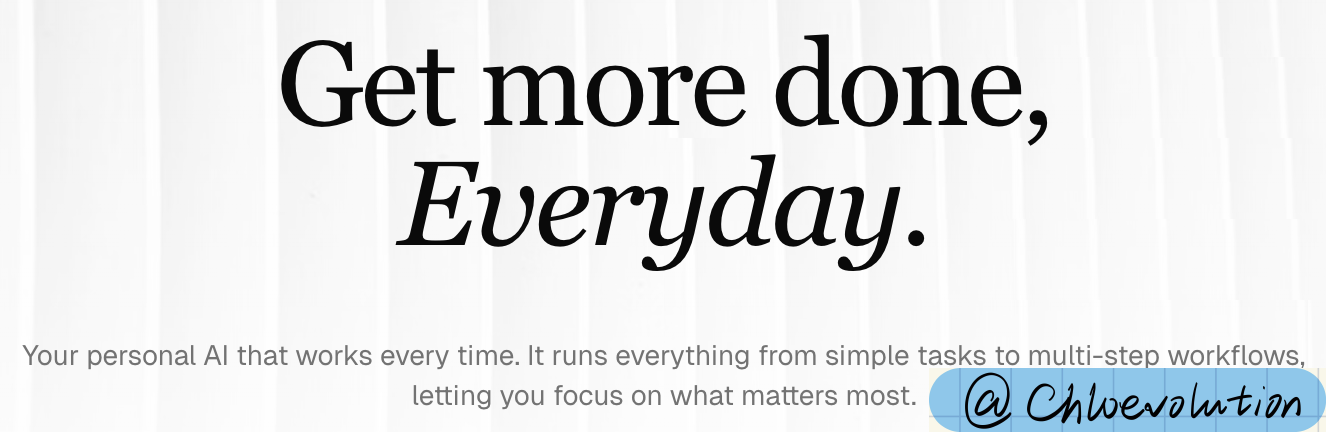 Get more done,
Everyday.
Your personal AI that works every time. It runs everything from simple tasks to multi-step workflows,
letting you focus on what matters most.
@Chloevolution